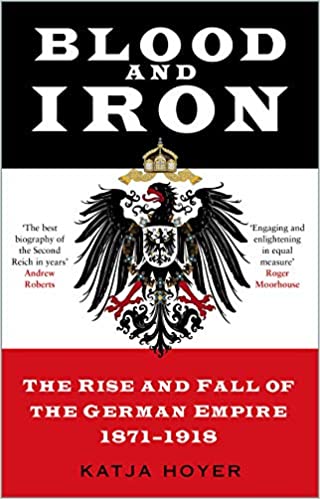 BLOOD
AND
IRON
'The best
biography of
the Second
Reich in years'
Andrew
Roberts
'Engaging and
enlightening
in equal
measure'
Roger
Moorhouse
THE RISE AND FALL OF
THE GERMAN EMPIRE
1871–1918
KATJA HOYER